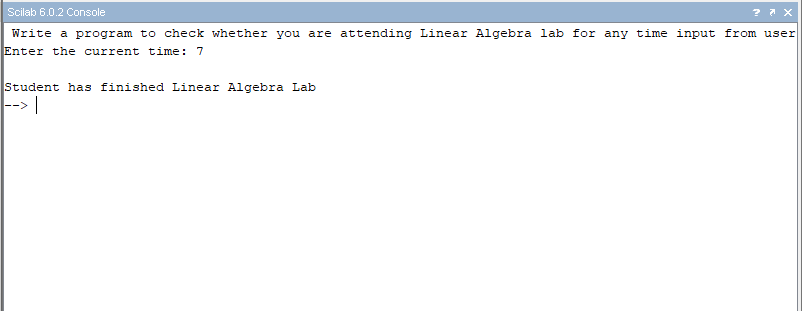 Scilab 6.0.2 Console
Write a program to check whether you are attending Linear Algebra lab for any time input from user
Enter the current time: 7
Student has finished Linear Algebra Lab
-->